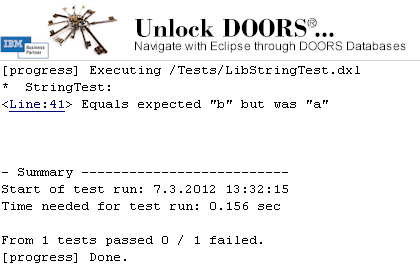 Unlock DOORS®...
IBM
Business
Partner
Navigate with Eclipse through DOORS Databases
[progress] Executing /Tests/LibStringTest.dxl
*  StringTest:
<Line:41> Equals expected "b" but was "a"
- Summary --------------------------
Start of test run: 7.3.2012 13:32:15
Time needed for test run: 0.156 sec
From 1 tests passed 0 / 1 failed.
[progress] Done.